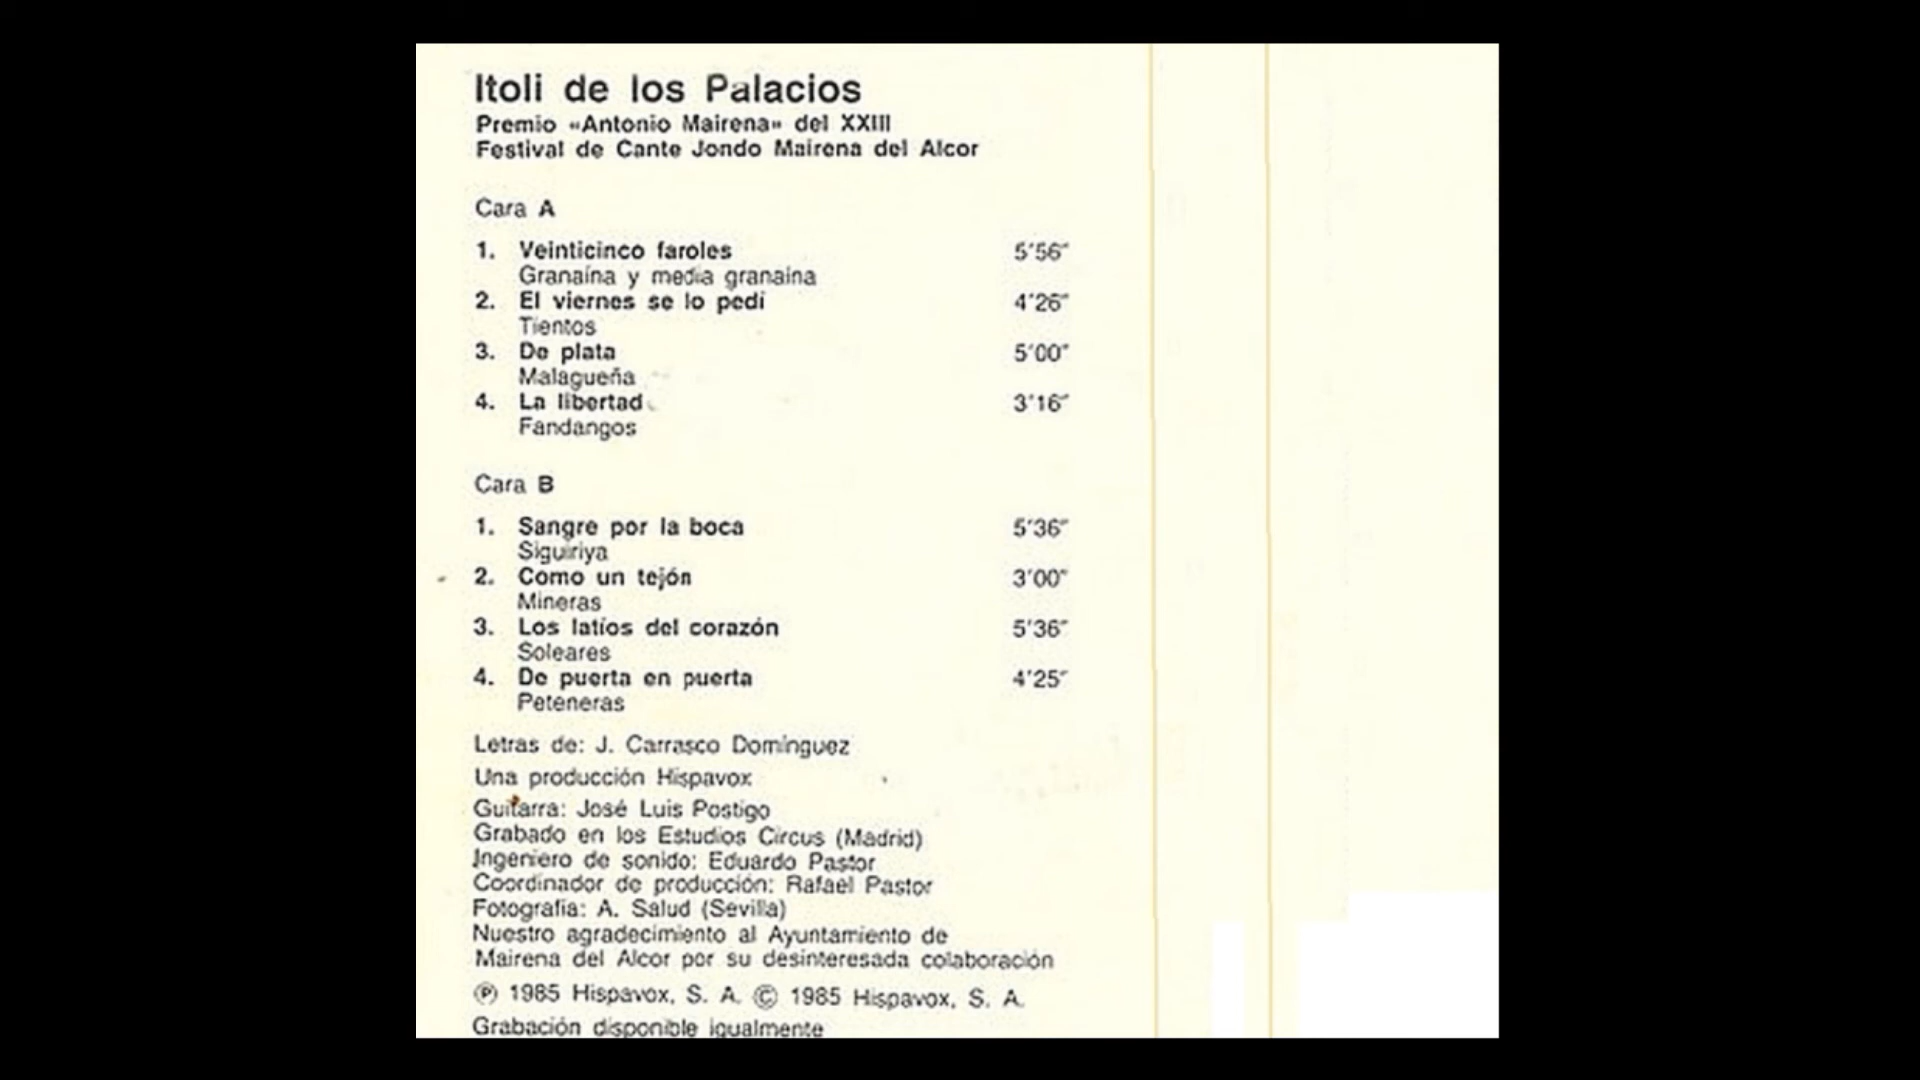 Itoli de los Palacios
Premio «Antonio Mairena» del XXIII
Festival de Cante Jondo Mairena del Alcor
Cara A
1. Veinticinco faroles 5'56"
Granaína y media granaína
2. El viernes se lo pedí 4'26"
Tientos
3. De plata 5'00"
Malagueña
4. La libertad 3'16"
Fandangos
Cara B
1. Sangre por la boca 5'36"
Siguiriya
2. Como un tejón 3'00"
Mineras
3. Los latíos del corazón 5'36"
Soleares
4. De puerta en puerta 4'25"
Peteneras
Letras de: J. Carrasco Domínguez
Una producción Hispavox
Guitarra: José Luis Postigo
Grabado en los Estudios Circus (Madrid)
Ingeniero de sonido: Eduardo Pastor
Coordinador de producción: Rafael Pastor
Fotografía: A. Salud (Sevilla)
Nuestro agradecimiento al Ayuntamiento de
Mairena del Alcor por su desinteresada colaboración
Ⓟ 1985 Hispavox, S. A. © 1985 Hispavox, S. A.
Grabación disponible igualmente